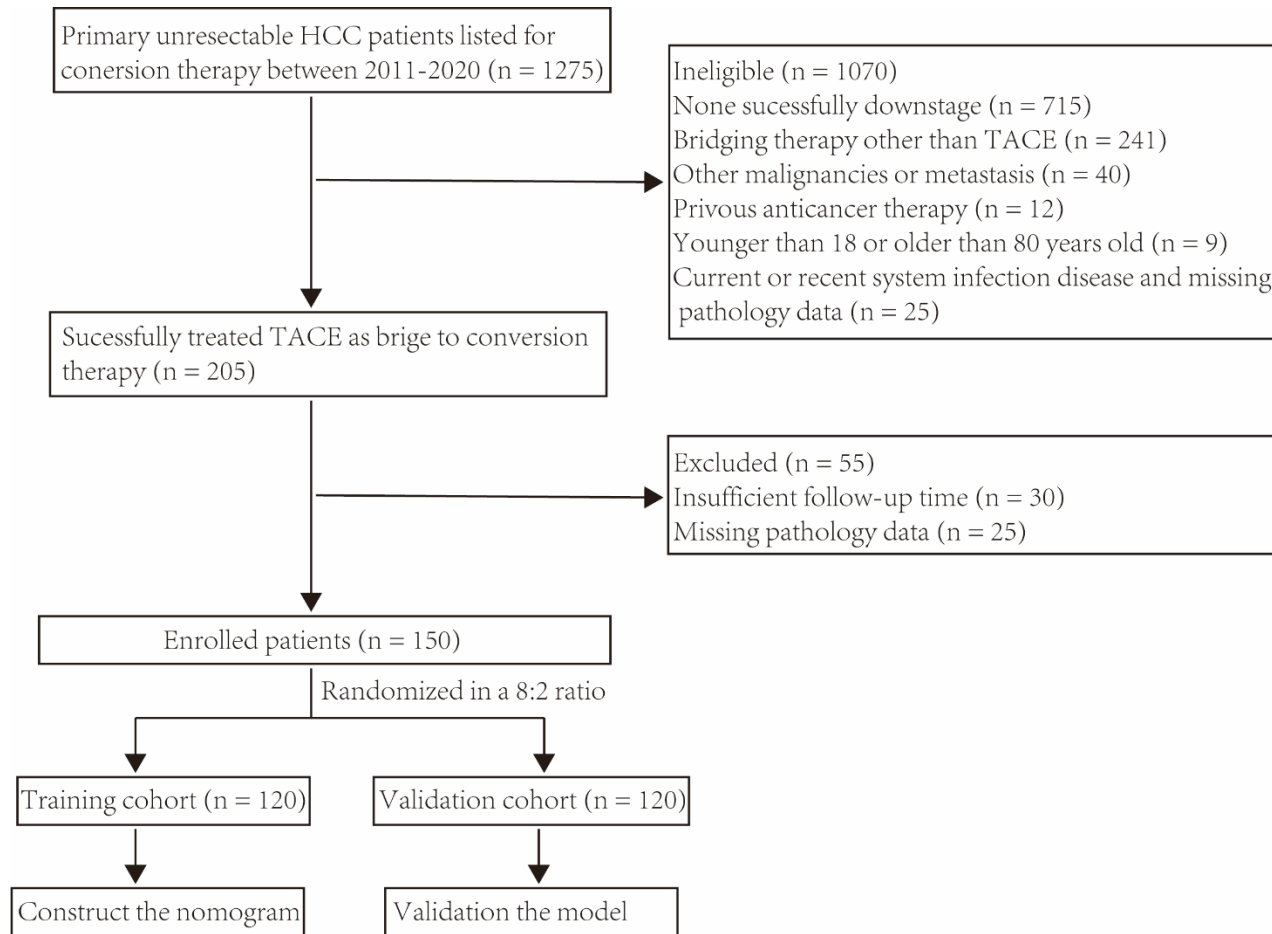 Primary unresectable HCC patients listed for
conersion therapy between 2011-2020 (n = 1275)
Ineligible (n = 1070)
None sucessfully downstage (n = 715)
Bridging therapy other than TACE (n = 241)
Other malignancies or metastasis (n = 40)
Privous anticancer therapy (n = 12)
Younger than 18 or older than 80 years old (n = 9)
Current or recent system infection disease and missing
pathology data (n = 25)
Sucessfully treated TACE as brige to conversion
therapy (n = 205)
Excluded (n = 55)
Insufficient follow-up time (n = 30)
Missing pathology data (n = 25)
Enrolled patients (n = 150)
Randomized in a 8:2 ratio
Training cohort (n = 120)
Validation cohort (n = 120)
Construct the nomogram
Validation the model